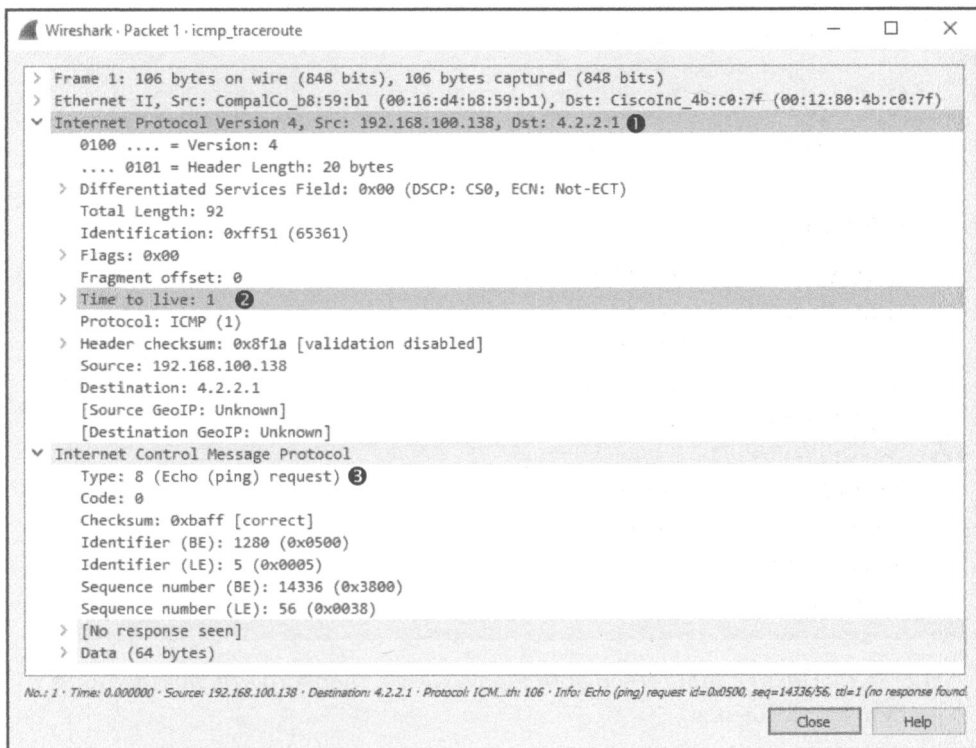 Wireshark · Packet 1 · icmp_traceroute
> Frame 1: 106 bytes on wire (848 bits), 106 bytes captured (848 bits)
> Ethernet II, Src: CompalCo_b8:59:b1 (00:16:d4:b8:59:b1), Dst: CiscoInc_4b:c0:7f (00:12:80:4b:c0:7f)
Internet Protocol Version 4, Src: 192.168.100.138, Dst: 4.2.2.1 ❶
0100 .... = Version: 4
.... 0101 = Header Length: 20 bytes
> Differentiated Services Field: 0x00 (DSCP: CS0, ECN: Not-ECT)
Total Length: 92
Identification: 0xff51 (65361)
> Flags: 0x00
Fragment offset: 0
> Time to live: 1 ❷
Protocol: ICMP (1)
> Header checksum: 0x8f1a [validation disabled]
Source: 192.168.100.138
Destination: 4.2.2.1
[Source GeoIP: Unknown]
[Destination GeoIP: Unknown]
Internet Control Message Protocol
Type: 8 (Echo (ping) request) ❸
Code: 0
Checksum: 0xbaff [correct]
Identifier (BE): 1280 (0x0500)
Identifier (LE): 5 (0x0005)
Sequence number (BE): 14336 (0x3800)
Sequence number (LE): 56 (0x0038)
> [No response seen]
> Data (64 bytes)
No.: 1 · Time: 0.000000 · Source: 192.168.100.138 · Destination: 4.2.2.1 · Protocol: ICM...th: 106 · Info: Echo (ping) request id=0x0500, seq=14336/56, ttl=1 (no response found
Close Help